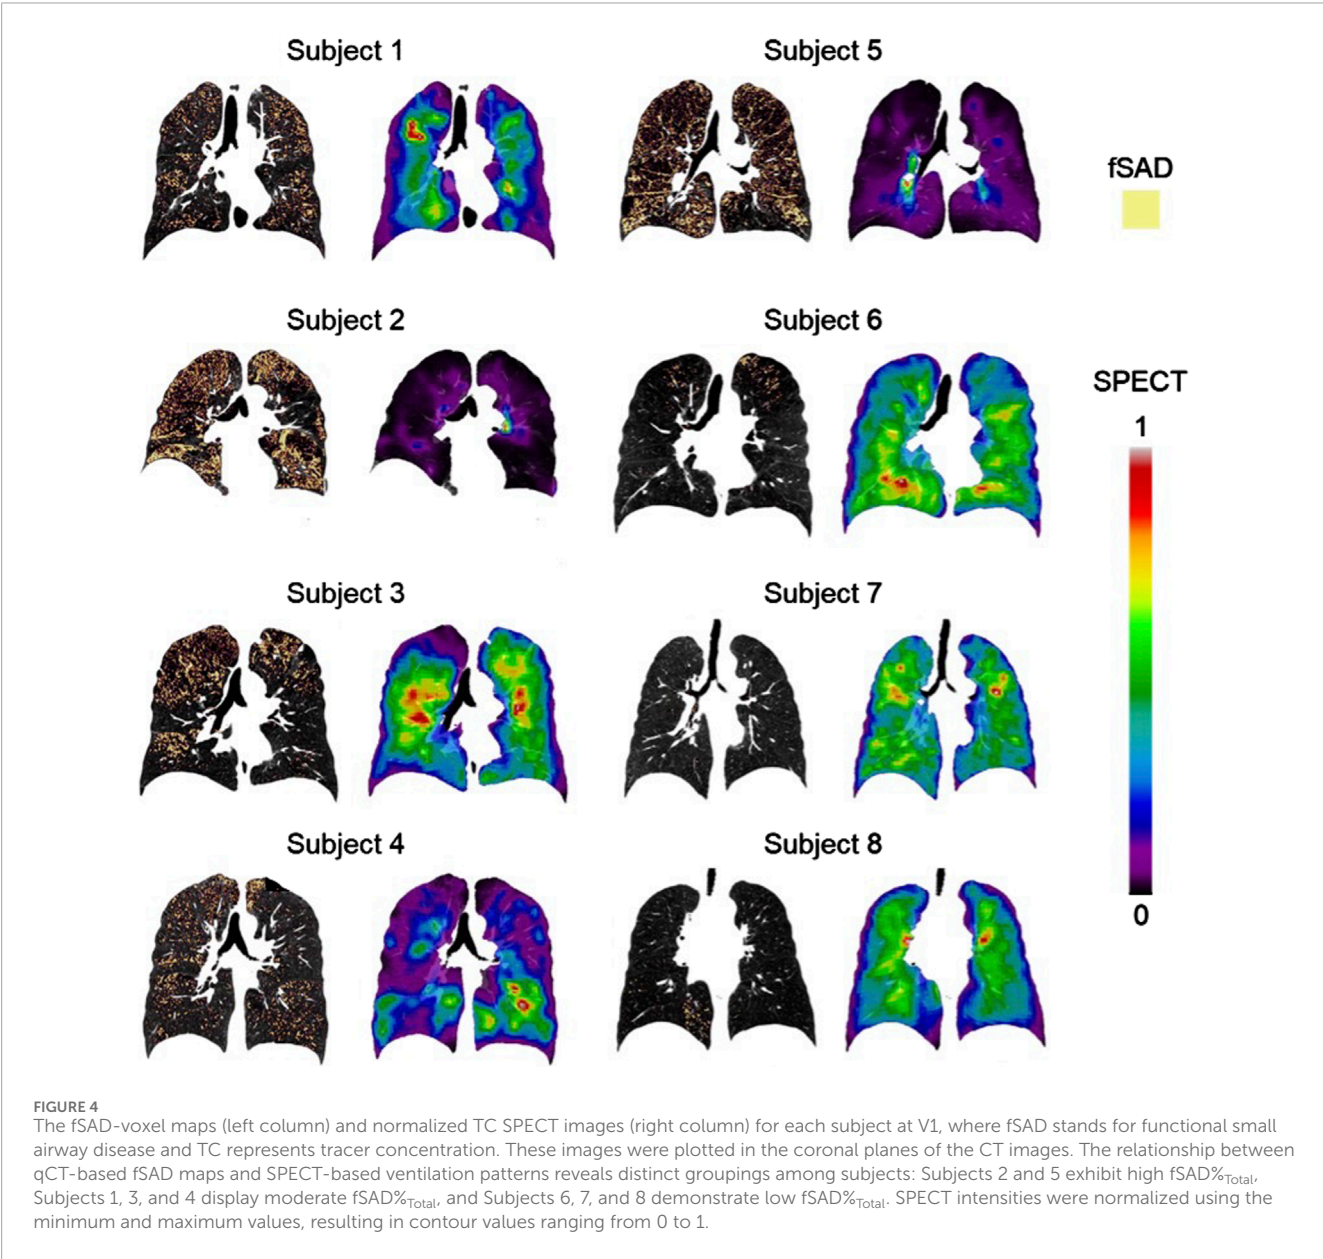 Subject 1
Subject 5
fSAD
Subject 2
Subject 6
SPECT
1
Subject 3
Subject 7
Subject 4
Subject 8
0
FIGURE 4
The fSAD-voxel maps (left column) and normalized TC SPECT images (right column) for each subject at V1, where fSAD stands for functional small
airway disease and TC represents tracer concentration. These images were plotted in the coronal planes of the CT images. The relationship between
qCT-based fSAD maps and SPECT-based ventilation patterns reveals distinct groupings among subjects: Subjects 2 and 5 exhibit high fSAD%Total,
Subjects 1, 3, and 4 display moderate fSAD%Total, and Subjects 6, 7, and 8 demonstrate low fSAD%Total. SPECT intensities were normalized using the
minimum and maximum values, resulting in contour values ranging from 0 to 1.